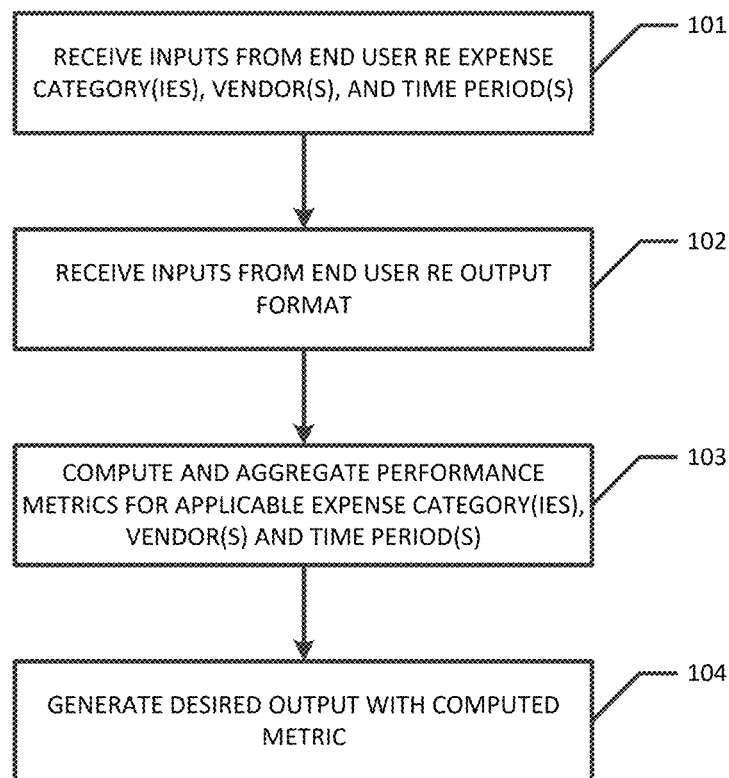 RECEIVE INPUTS FROM END USER RE EXPENSE
CATEGORY(IES), VENDOR(S), AND TIME PERIOD(S)
101
RECEIVE INPUTS FROM END USER RE OUTPUT
FORMAT
102
COMPUTE AND AGGREGATE PERFORMANCE
METRICS FOR APPLICABLE EXPENSE CATEGORY(IES),
VENDOR(S) AND TIME PERIOD(S)
103
GENERATE DESIRED OUTPUT WITH COMPUTED
METRIC
104